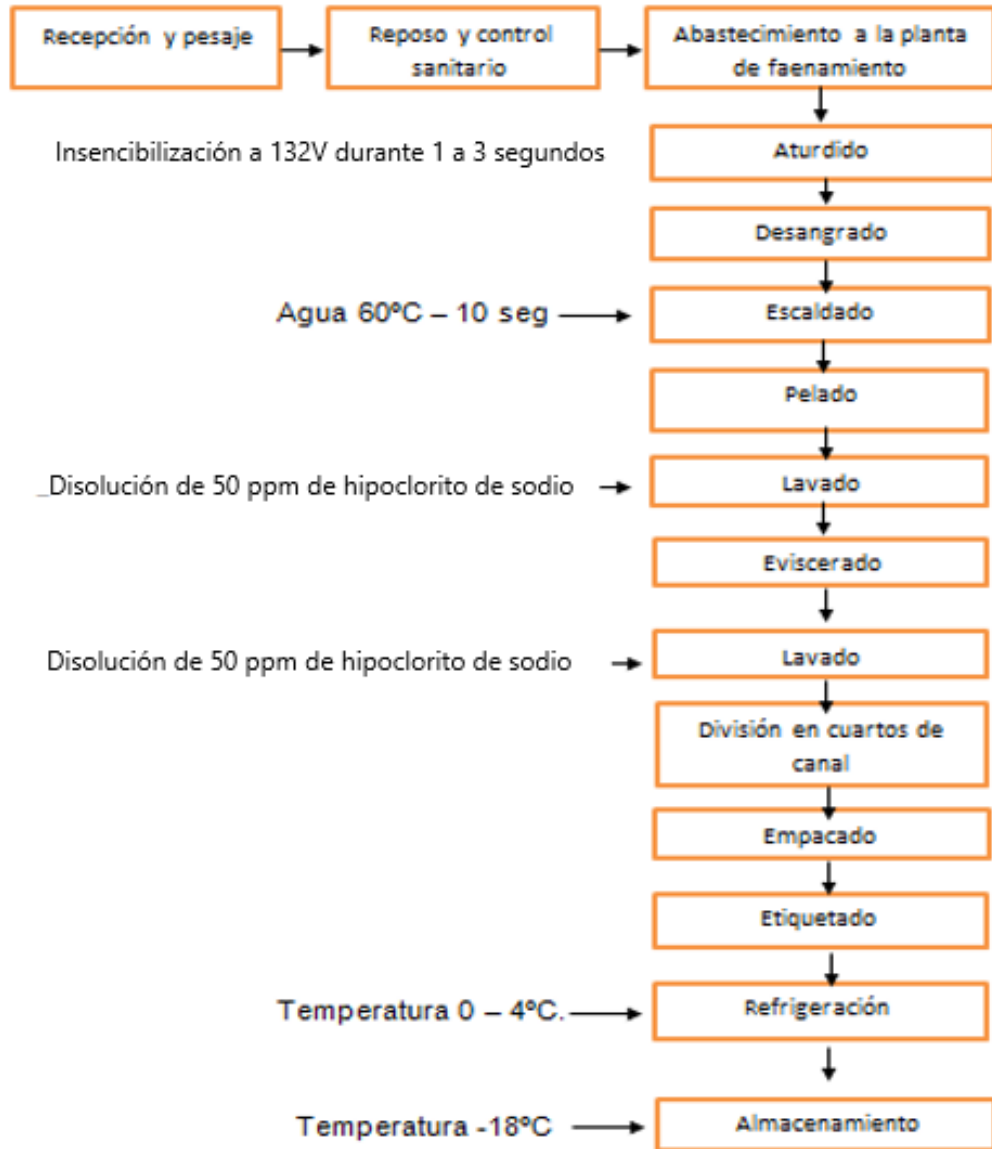 Recepción y pesaje
Reposo y control
sanitario
Abastecimiento a la planta
de faenamiento
Insencibilización a 132V durante 1 a 3 segundos
Aturdido
Desangrado
Agua 60ºC – 10 seg
Escaldado
Pelado
_Disolución de 50 ppm de hipoclorito de sodio
Lavado
Eviscerado
Disolución de 50 ppm de hipoclorito de sodio
Lavado
División en cuartos de
canal
Empacado
Etiquetado
Temperatura 0 – 4ºC.
Refrigeración
Temperatura -18ºC
Almacenamiento